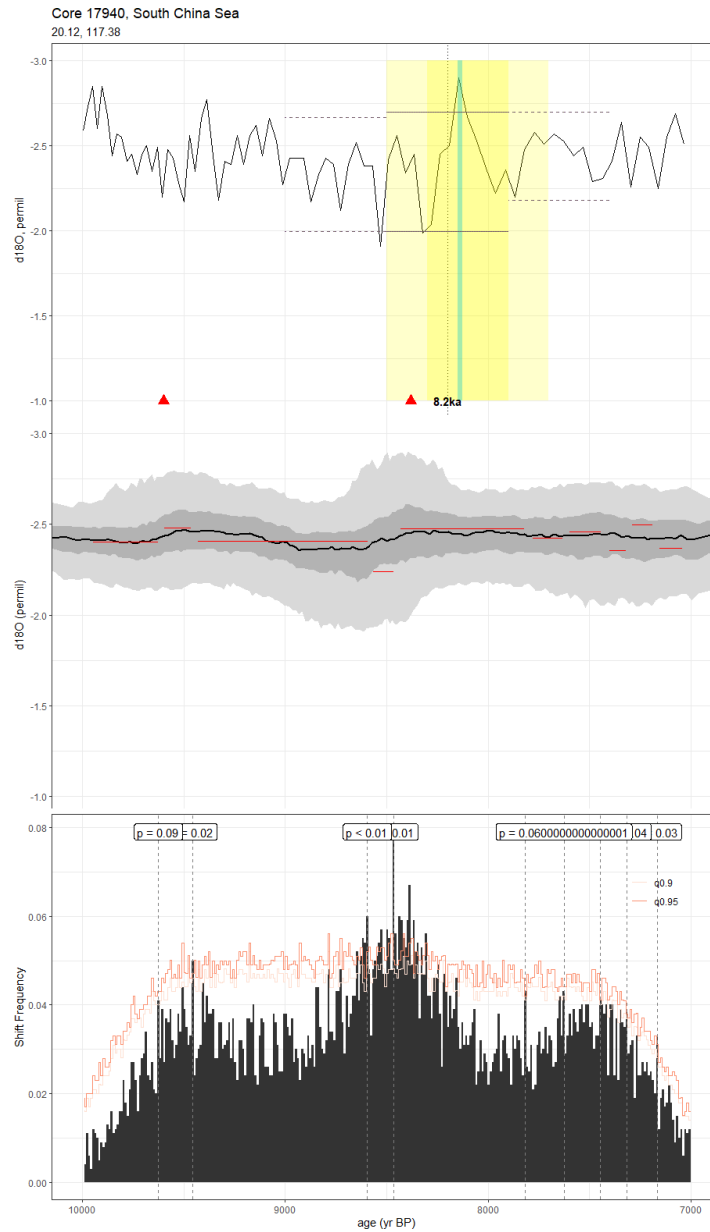 Core 17940, South China Sea
20.12, 117.38
-3.0
-2.5
-2.0
-1.5
-1.0
d18O, permil
8.2ka
-3.0
-2.5
-2.0
-1.5
-1.0
d18O (permil)
p = 0.09 = 0.02 p < 0.01 0.01 p = 0.0600000000000001 04 0.03
0.08
0.06
0.04
0.02
0.00
Shift Frequency
q0.9
q0.95
10000 9000 8000 7000
age (yr BP)